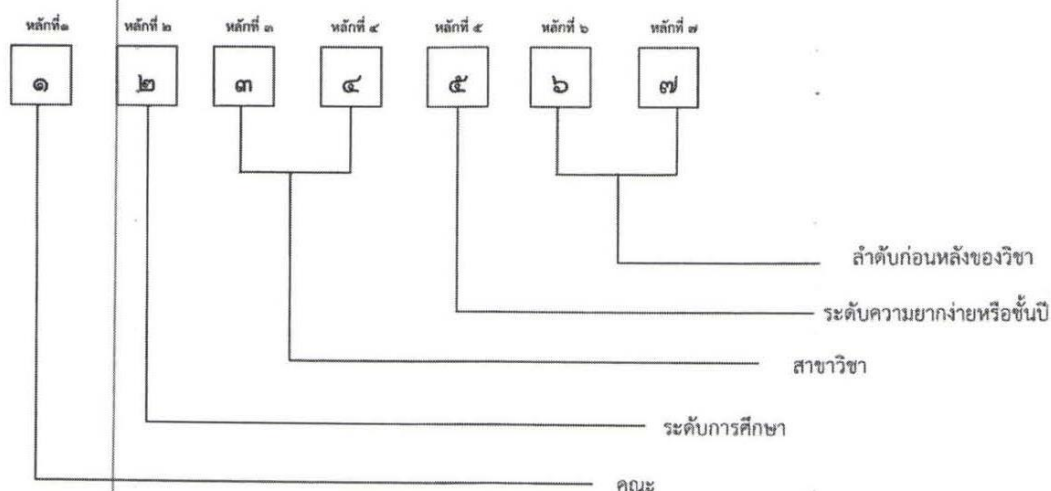 หลักที่๑ หลักที่ ๒ หลักที่ ๓ หลักที่ ๔ หลักที่ ๕ หลักที่ ๖ หลักที่ ๗
๑ ๒ ๓ ๔ ๕ ๖ ๗
ลำดับก่อนหลังของวิชา
ระดับความยากง่ายหรือชั้นปี
สาขาวิชา
ระดับการศึกษา
คณะ